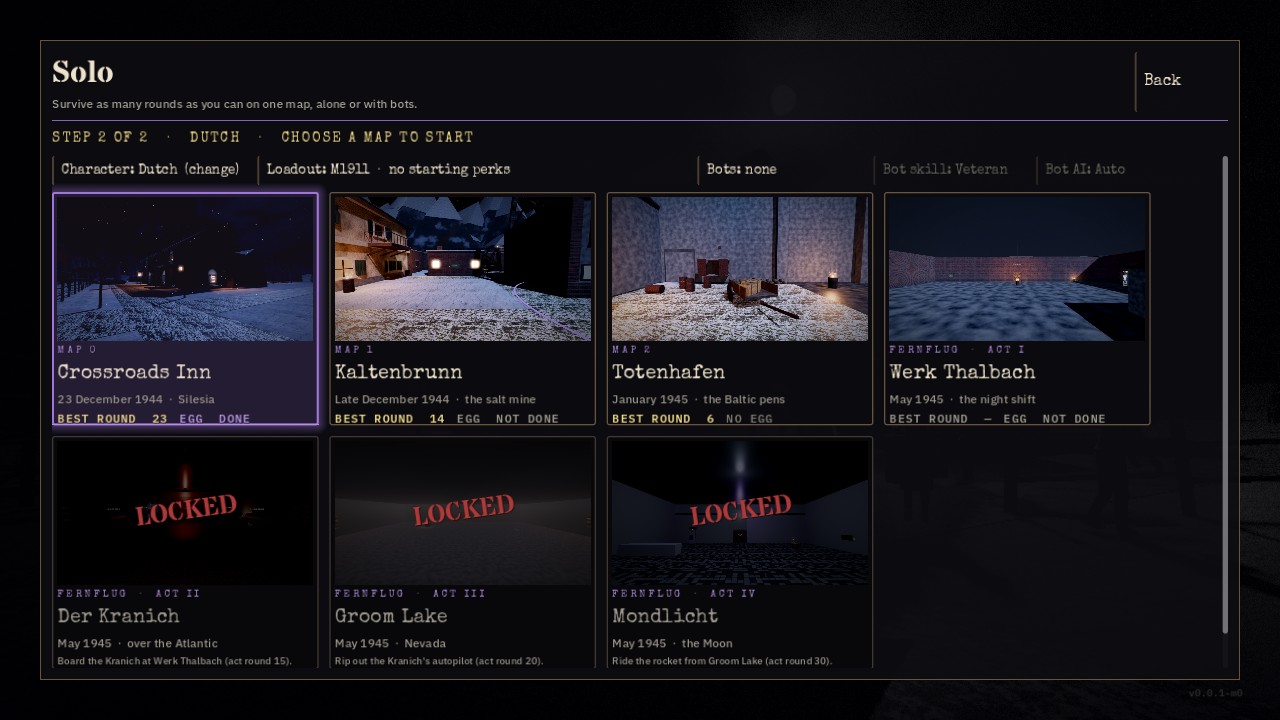 Solo
Back
Survive as many rounds as you can on one map, alone or with bots.
STEP 2 OF 2 · DUTCH · CHOOSE A MAP TO START
Character: Dutch (change)
Loadout: M1911 · no starting perks
Bots: none
Bot skill: Veteran
Bot AI: Auto
MAP 0
Crossroads Inn
23 December 1944 · Silesia
BEST ROUND 23 EGG DONE
MAP 1
Kaltenbrunn
Late December 1944 · the salt mine
BEST ROUND 14 EGG NOT DONE
MAP 2
Totenhafen
January 1945 · the Baltic pens
BEST ROUND 6 NO EGG
FERNFLUG · ACT I
Werk Thalbach
May 1945 · the night shift
BEST ROUND – EGG NOT DONE
LOCKED
FERNFLUG · ACT II
Der Kranich
May 1945 · over the Atlantic
Board the Kranich at Werk Thalbach (act round 15).
LOCKED
FERNFLUG · ACT III
Groom Lake
May 1945 · Nevada
Rip out the Kranich's autopilot (act round 20).
LOCKED
FERNFLUG · ACT IV
Mondlicht
May 1945 · the Moon
Ride the rocket from Groom Lake (act round 30).
v0.0.1-m0